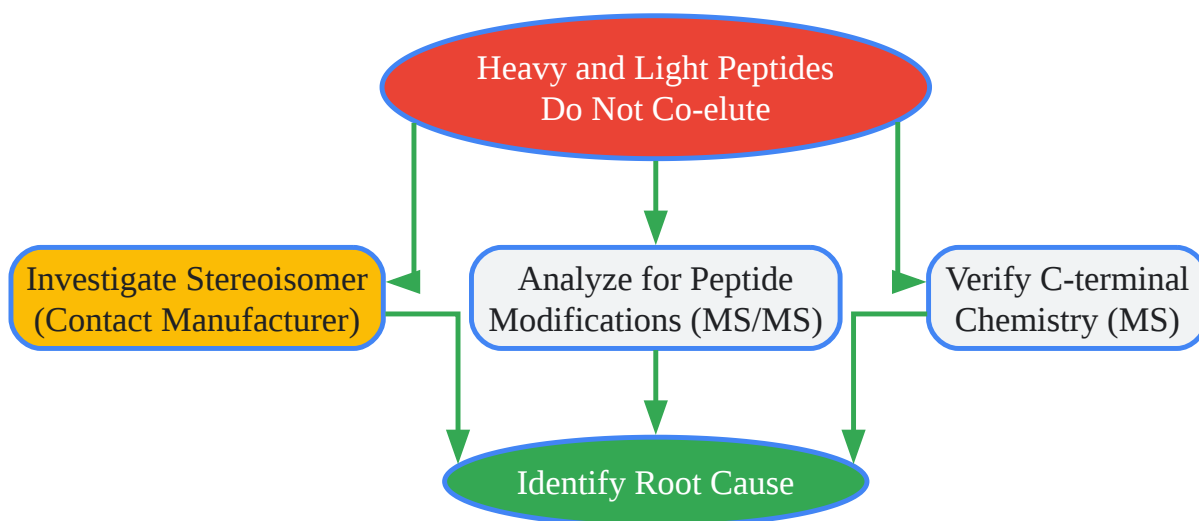 Heavy and Light Peptides
Do Not Co-elute
Investigate Stereoisomer
(Contact Manufacturer)
Analyze for Peptide
Modifications (MS/MS)
Verify C-terminal
Chemistry (MS)
Identify Root Cause